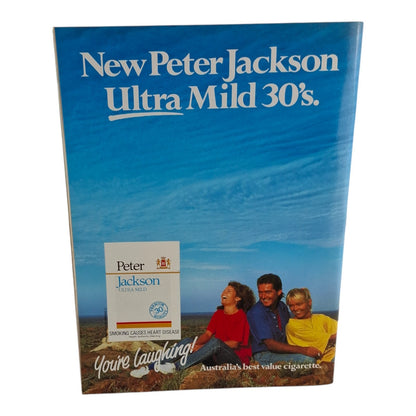 New Peter Jackson
Ultra Mild 30's.
Peter
Jackson
ULTRA MILD
30
SMOKING CAUSES HEART DISEASE
You're laughing!
Australia's best value cigarette.